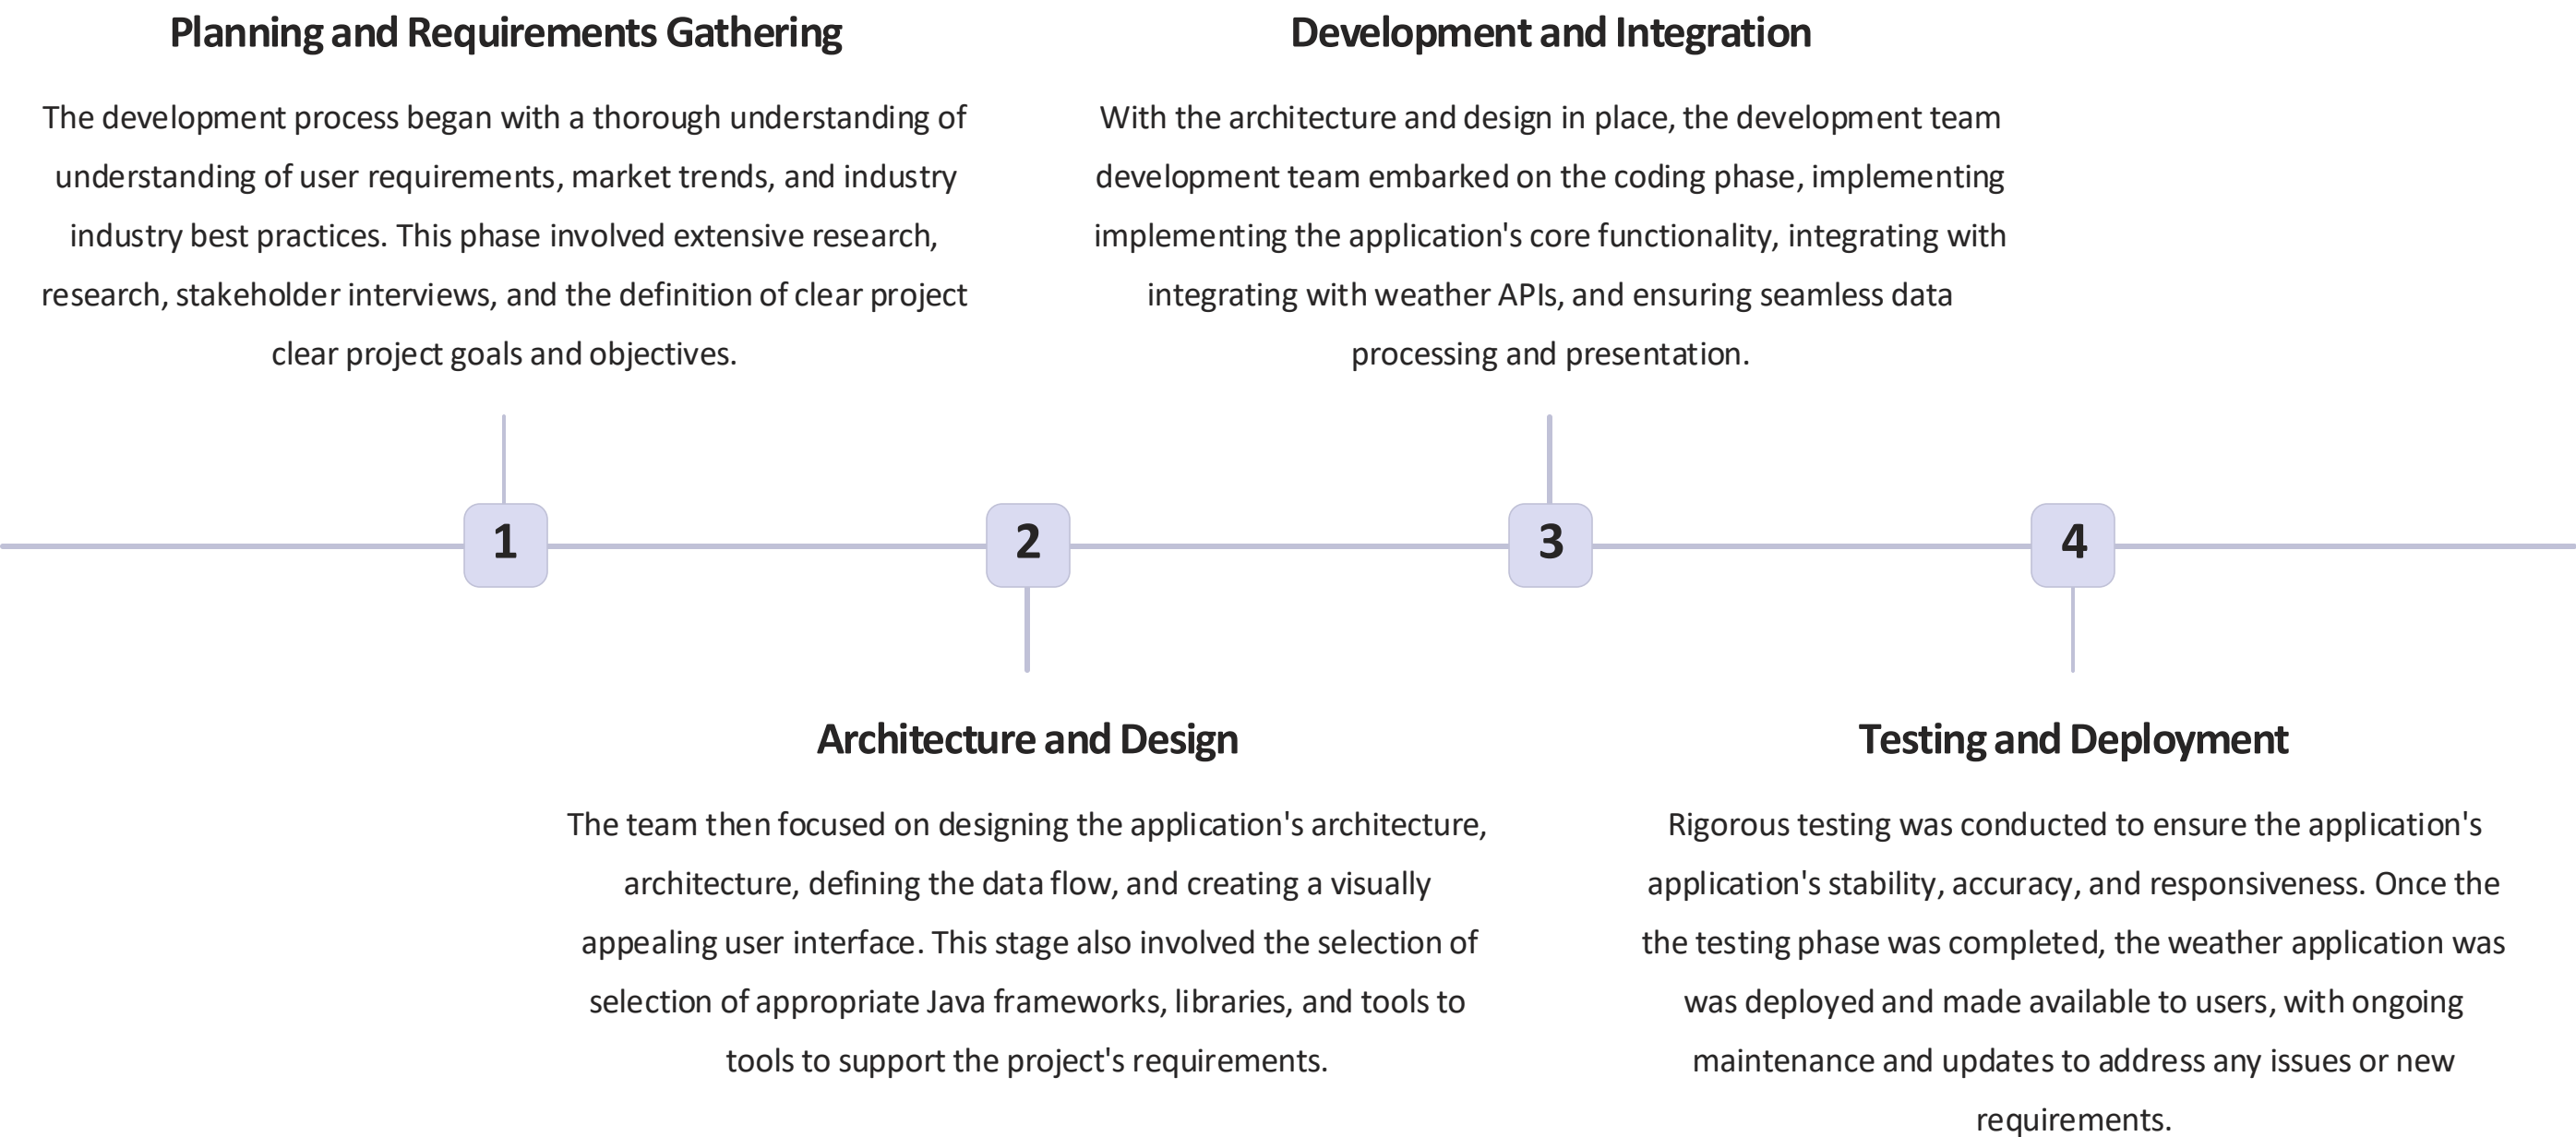 Planning and Requirements Gathering
The development process began with a thorough understanding of
understanding of user requirements, market trends, and industry
industry best practices. This phase involved extensive research,
research, stakeholder interviews, and the definition of clear project
clear project goals and objectives.
1
2
Architecture and Design
The team then focused on designing the application's architecture,
architecture, defining the data flow, and creating a visually
appealing user interface. This stage also involved the selection of
selection of appropriate Java frameworks, libraries, and tools to
tools to support the project's requirements.
Development and Integration
With the architecture and design in place, the development team
development team embarked on the coding phase, implementing
implementing the application's core functionality, integrating with
integrating with weather APIs, and ensuring seamless data
processing and presentation.
3
4
Testing and Deployment
Rigorous testing was conducted to ensure the application's
application's stability, accuracy, and responsiveness. Once the
the testing phase was completed, the weather application was
was deployed and made available to users, with ongoing
maintenance and updates to address any issues or new
requirements.